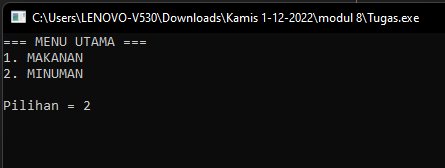 C:\Users\LENOVO-V530\Downloads\Kamis 1-12-2022\modul 8\Tugas.exe
=== MENU UTAMA ===
1. MAKANAN
2. MINUMAN
Pilihan = 2